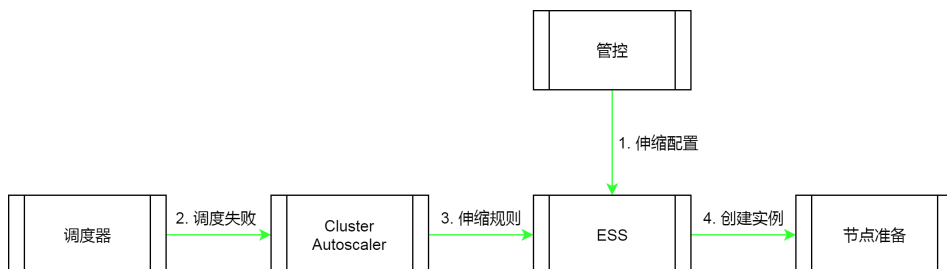 管控
1. 伸缩配置
调度器
2. 调度失败
Cluster
Autoscaler
3. 伸缩规则
ESS
4. 创建实例
节点准备